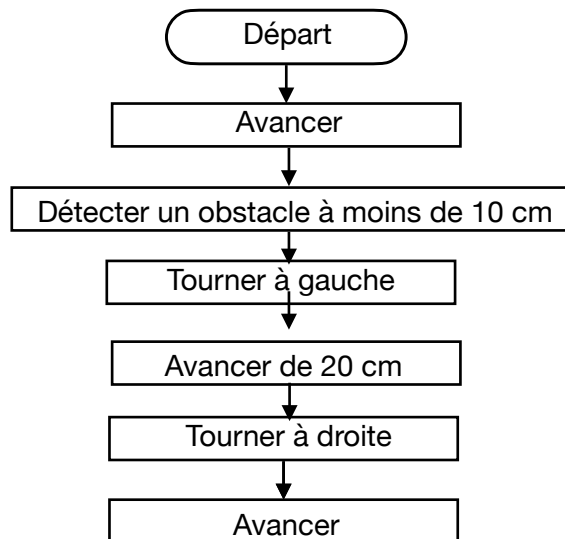 Départ
Avancer
Détecter un obstacle à moins de 10 cm
Tourner à gauche
Avancer de 20 cm
Tourner à droite
Avancer